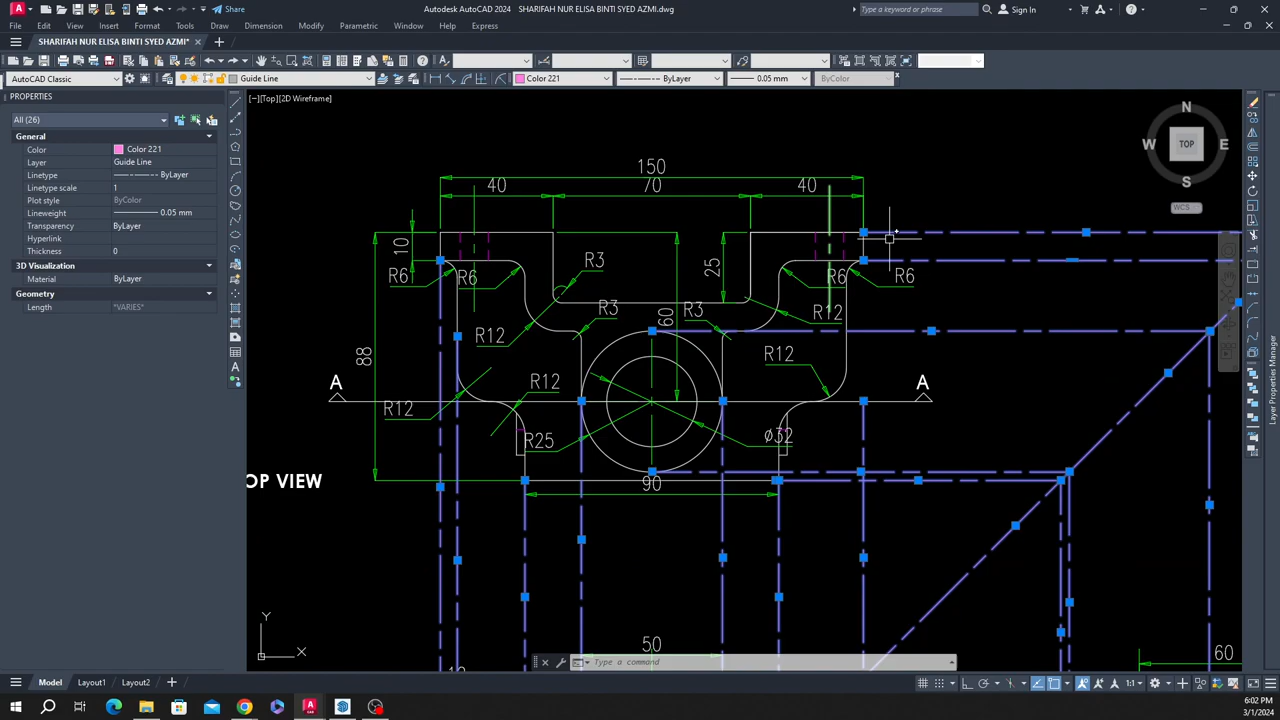 Share
Autodesk AutoCAD 2024
SHARIFAH NUR ELISA BINTI SYED AZMI.dwg
Type a keyword or phrase
Sign In
File
Edit
View
Insert
Format
Tools
Draw
Dimension
Modify
Parametric
Window
Help
Express
SHARIFAH NUR ELISA BINTI SYED AZMI*
AutoCAD Classic
Guide Line
Color 221
ByLayer
0.05 mm
ByColor
PROPERTIES
[−][Top][2D Wireframe]
All (26)
General
Color Color 221
Layer Guide Line
Linetype ByLayer
Linetype scale 1
Plot style ByColor
Lineweight 0.05 mm
Transparency ByLayer
Hyperlink
Thickness 0
3D Visualization
Material ByLayer
Geometry
Length *VARIES*
N
W TOP E
S
WCS
150
40 70 40
10
R6 R6
R3
25
R6
R3
60
R3
R12
R12
88
R12
A
R12
A
R12
R25
ø32
90
OP VIEW
50
60
Y
X
Type a command
Layer Properties Manager
Model
Layout1
Layout2
1:1
6:02 PM
3/1/2024